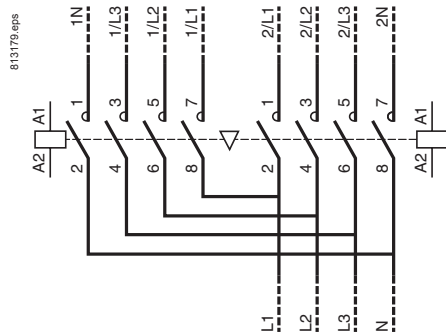 813179.eps
1N 1/L3 1/L2 1/L1 2/L1 2/L2 2/L3 2N
A1 1 3 5 7 1 3 5 7 A1
A2 2 4 6 8 2 4 6 8 A2
L1 L2 L3 N